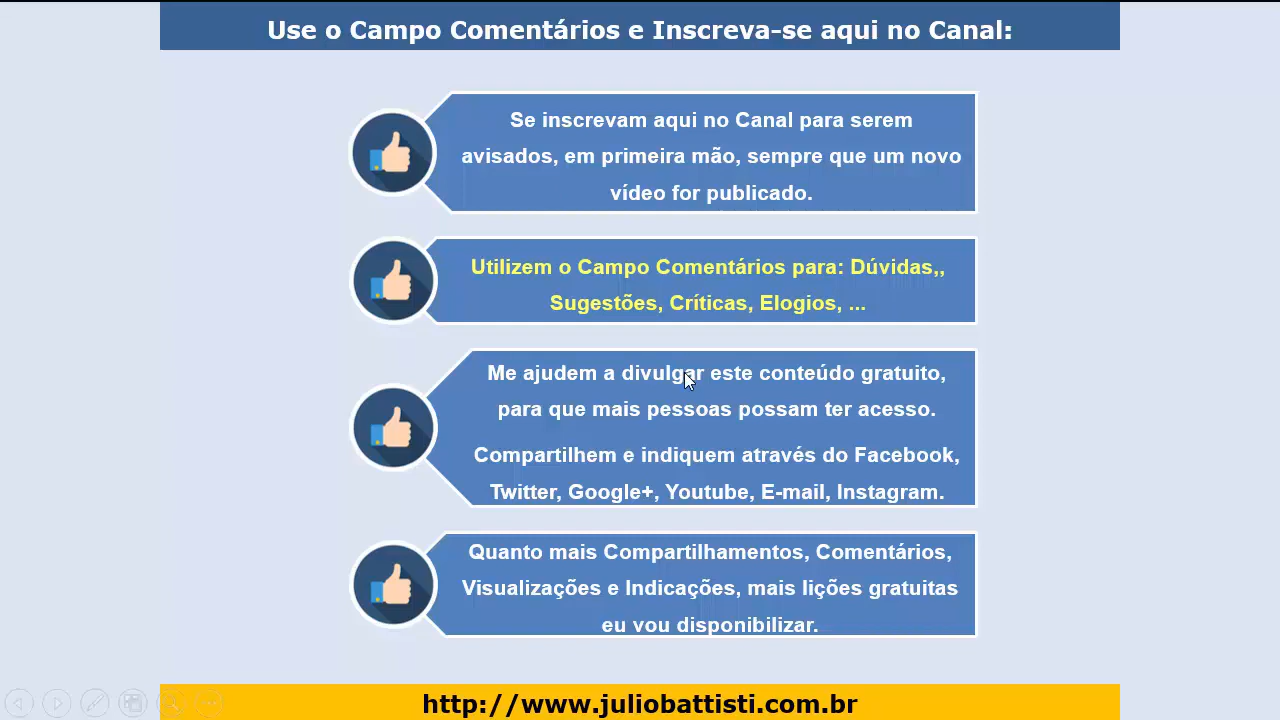 Use o Campo Comentários e Inscreva-se aqui no Canal:
Se inscrevam aqui no Canal para serem
avisados, em primeira mão, sempre que um novo
vídeo for publicado.
Utilizem o Campo Comentários para: Dúvidas,,
Sugestões, Críticas, Elogios, ...
Me ajudem a divulgar este conteúdo gratuito,
para que mais pessoas possam ter acesso.
Compartilhem e indiquem através do Facebook,
Twitter, Google+, Youtube, E-mail, Instagram.
Quanto mais Compartilhamentos, Comentários,
Visualizações e Indicações, mais lições gratuitas
eu vou disponibilizar.
http://www.juliobattisti.com.br